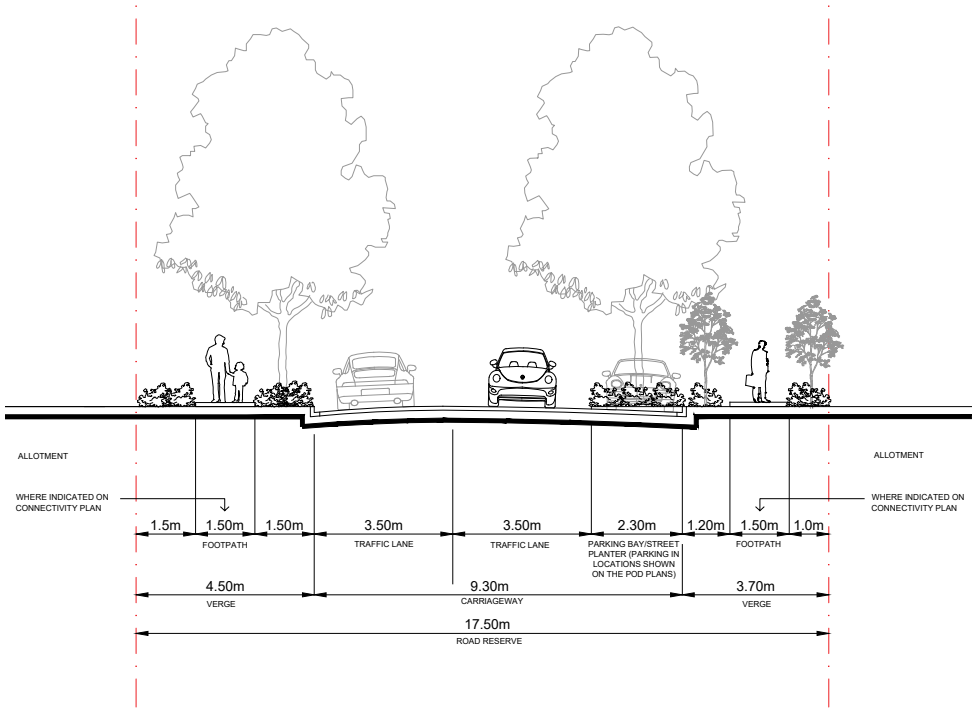 ALLOTMENT
ALLOTMENT
WHERE INDICATED ON
CONNECTIVITY PLAN
WHERE INDICATED ON
CONNECTIVITY PLAN
1.5m 1.50m 1.50m 3.50m 3.50m 2.30m 1.20m 1.50m 1.0m
FOOTPATH TRAFFIC LANE TRAFFIC LANE PARKING BAY/STREET FOOTPATH
PLANTER (PARKING IN
LOCATIONS SHOWN
ON THE POD PLANS)
4.50m 9.30m 3.70m
VERGE CARRIAGEWAY VERGE
17.50m
ROAD RESERVE